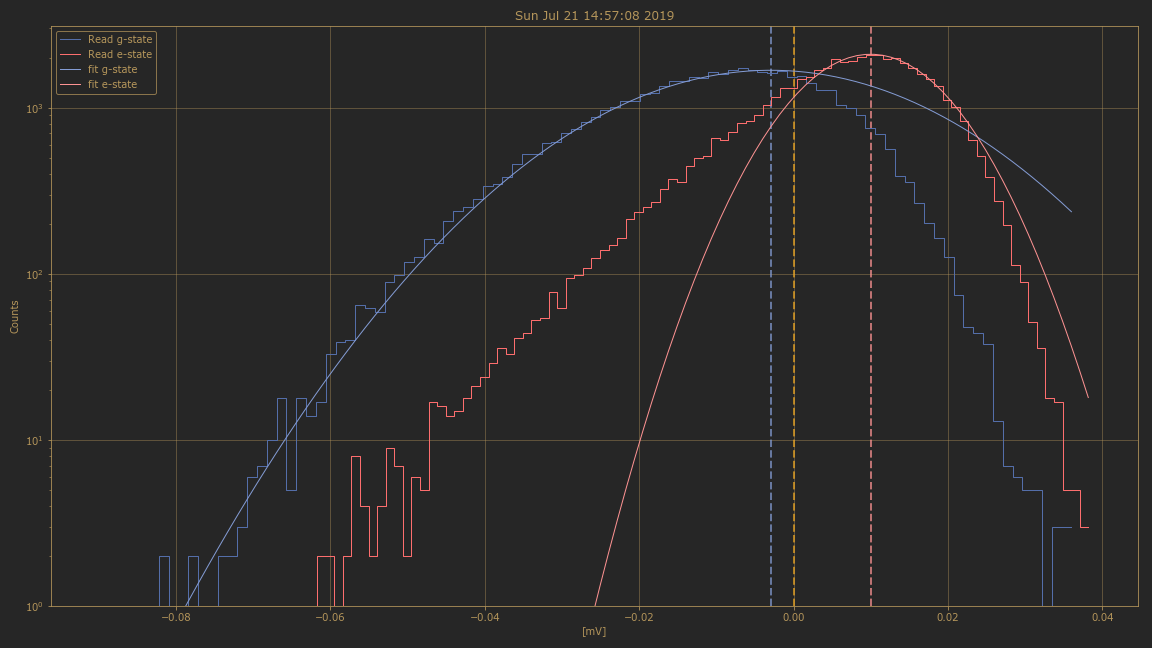 Sun Jul 21 14:57:08 2019
Read g-state
Read e-state
fit g-state
fit e-state
Counts
10³
10²
10¹
10⁰
−0.08 −0.06 −0.04 −0.02 0.00 0.02 0.04
[mV]